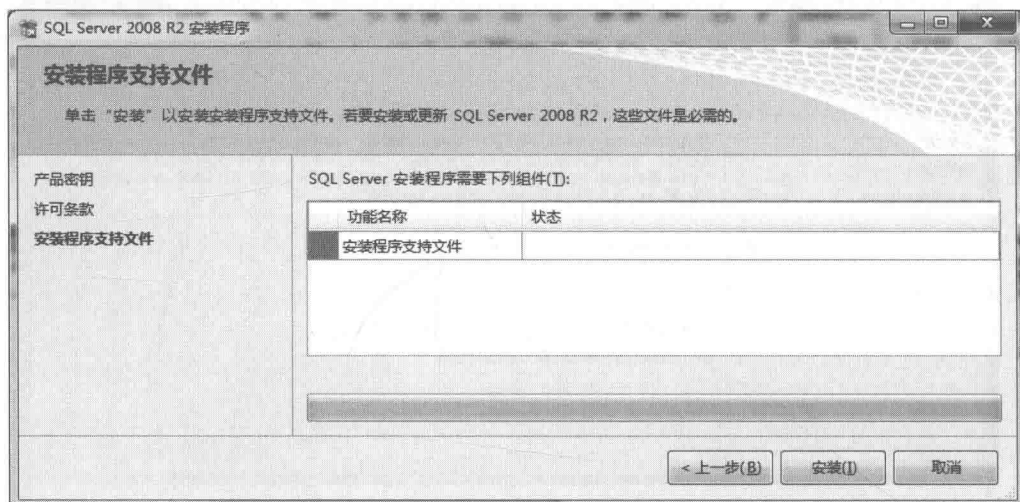 SQL Server 2008 R2 安装程序
安装程序支持文件
单击“安装”以安装安装程序支持文件。若要安装或更新 SQL Server 2008 R2，这些文件是必需的。
产品密钥
许可条款
安装程序支持文件
SQL Server 安装程序需要下列组件(T):
功能名称 状态
安装程序支持文件
< 上一步(B) 安装(I) 取消